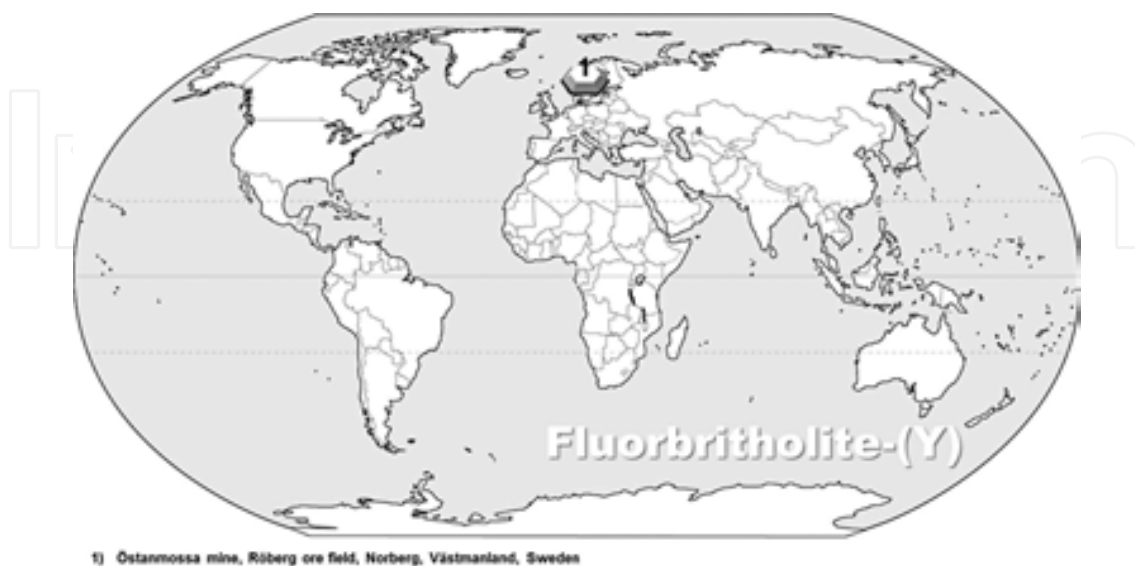 1
Fluorbritholite-(Y)
1) Östanmossa mine, Röberg ore field, Norberg, Västmanland, Sweden